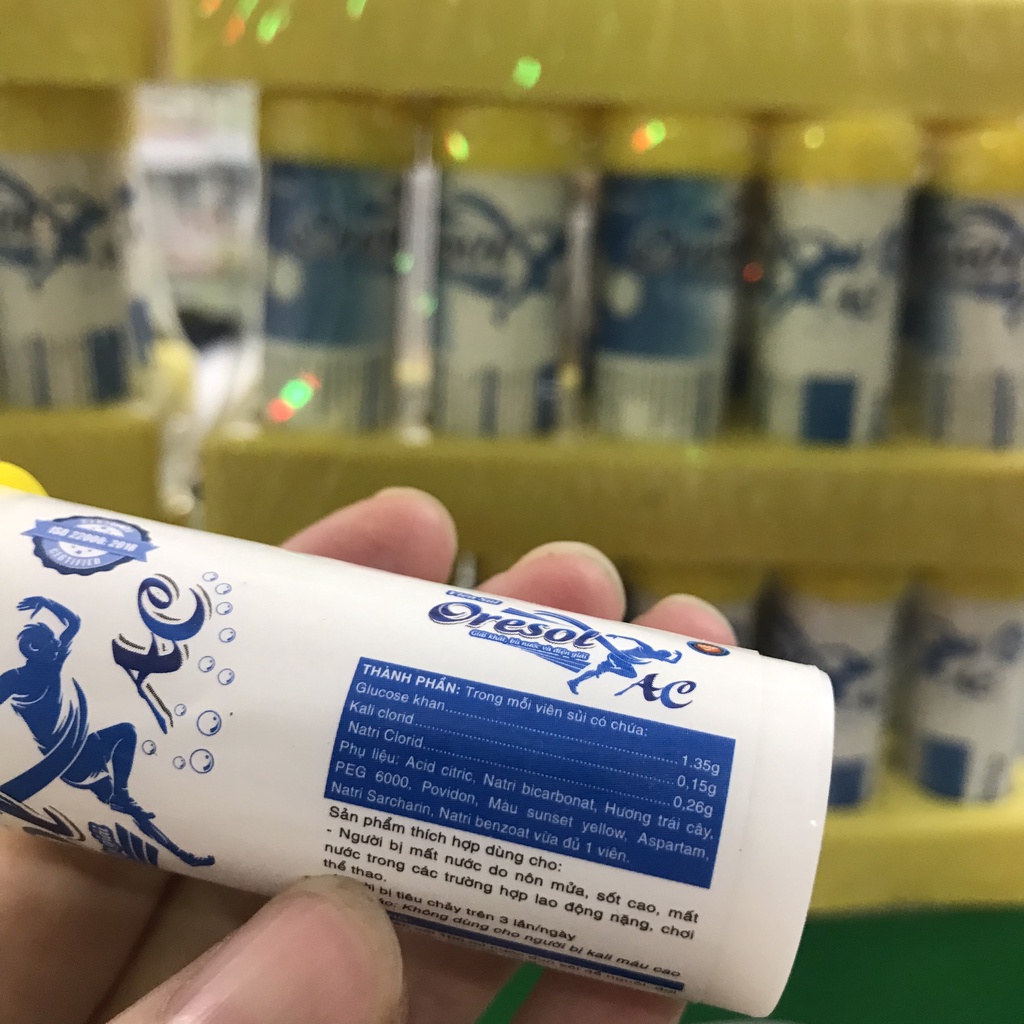 ISO 22000: 2018
CERTIFIED
AC
Oresol
Giải khát, bù nước và điện giải
AC
THÀNH PHẦN: Trong mỗi viên sủi có chứa:
Glucose khan..................................................1.35g
Kali clorid..................................................0,15g
Natri Clorid..................................................0,26g
Phụ liệu: Acid citric, Natri bicarbonat, Hương trái cây,
PEG 6000, Povidon, Màu sunset yellow, Aspartam,
Natri Sarcharin, Natri benzoat vừa đủ 1 viên.
Sản phẩm thích hợp dùng cho:
- Người bị mất nước do nôn mửa, sốt cao, mất
nước trong các trường hợp lao động nặng, chơi
thể thao.
bị tiêu chảy trên 3 lần/ngày
Không dùng cho người bị kali máu cao